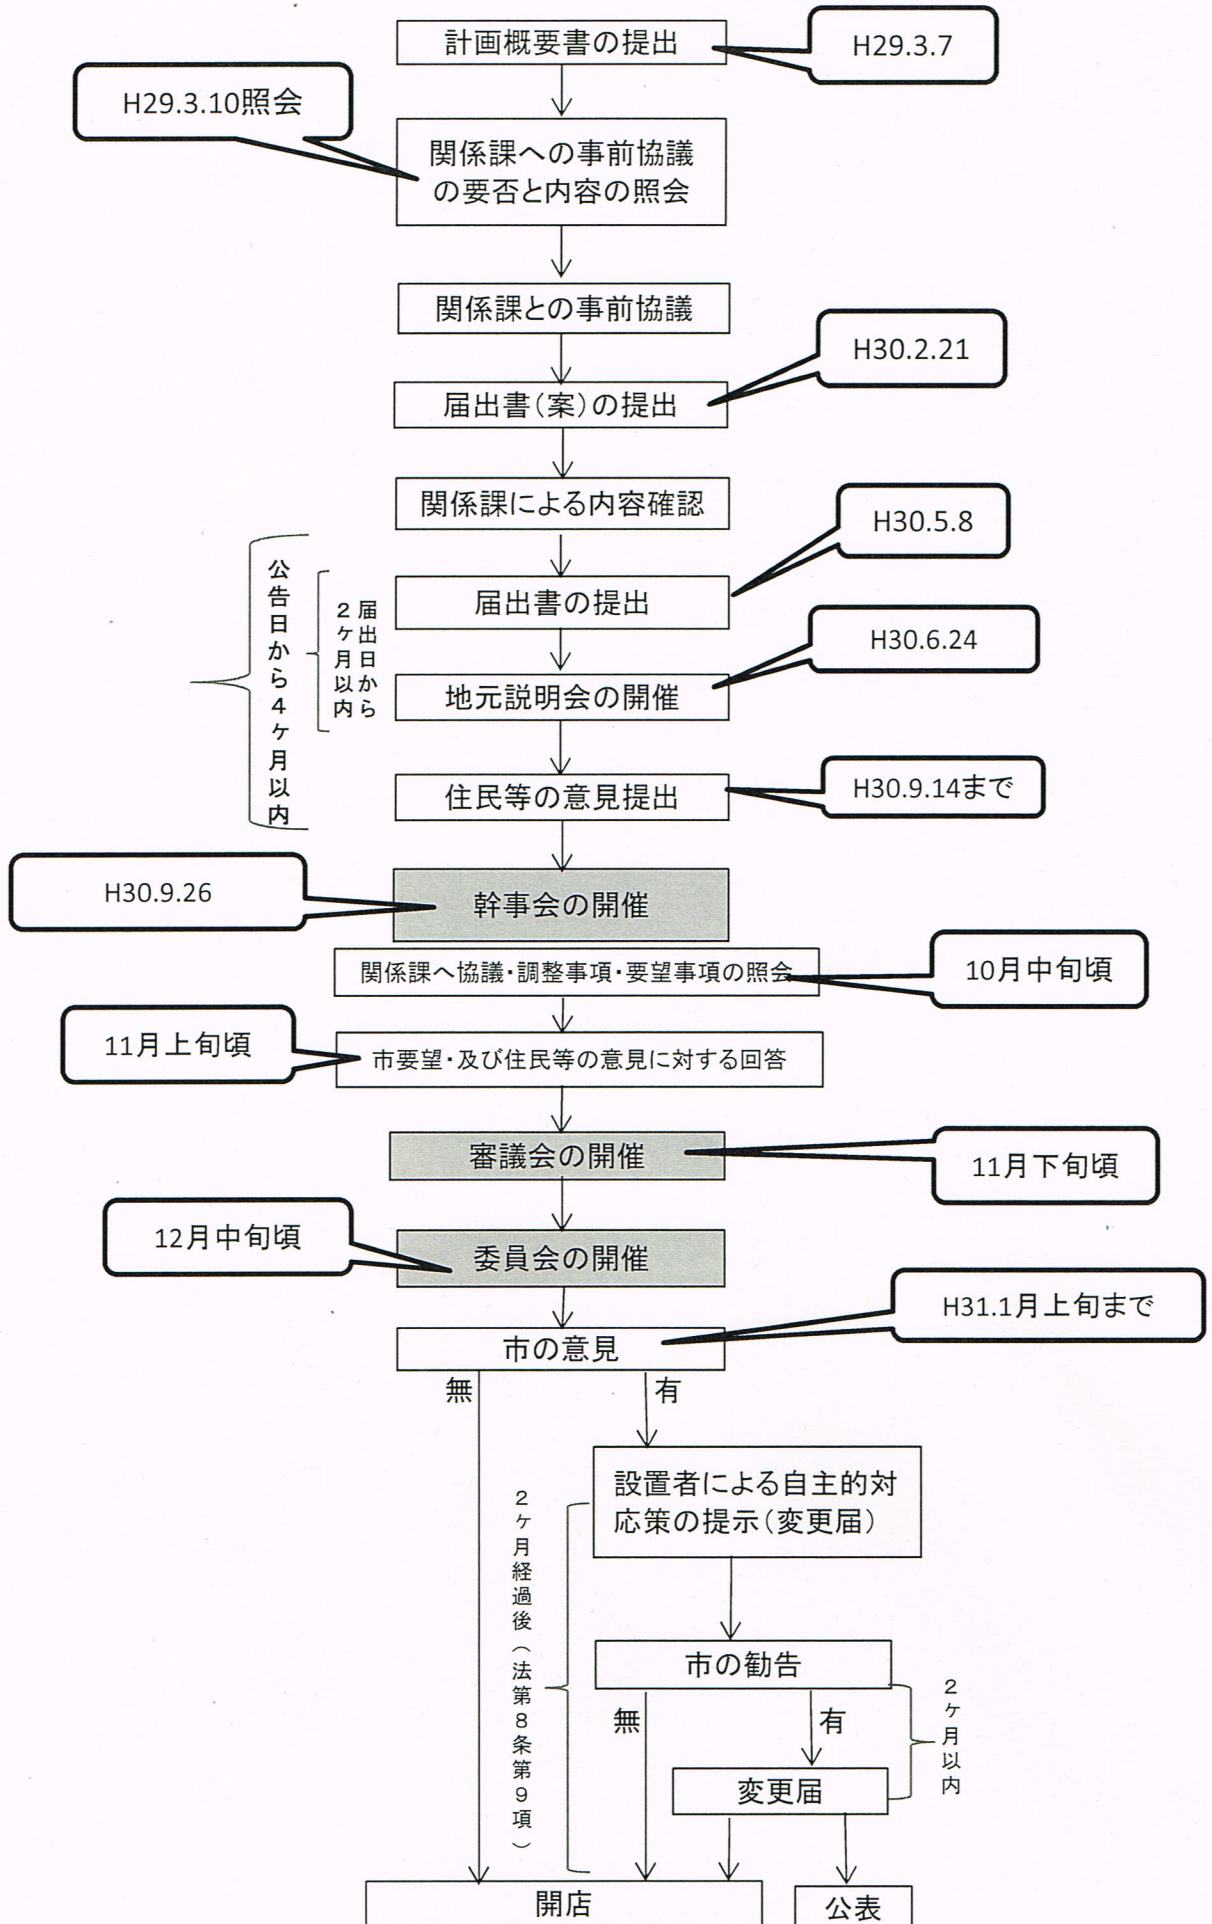 計画概要書の提出
H29.3.7
H29.3.10照会
関係課への事前協議
の要否と内容の照会
関係課との事前協議
H30.2.21
届出書（案）の提出
関係課による内容確認
H30.5.8
届出書の提出
公告日から４ヶ月以内
届出日から
２ヶ月以内
H30.6.24
地元説明会の開催
H30.9.14まで
住民等の意見提出
H30.9.26
幹事会の開催
関係課へ協議・調整事項・要望事項の照会
10月中旬頃
11月上旬頃
市要望・及び住民等の意見に対する回答
審議会の開催
11月下旬頃
12月中旬頃
委員会の開催
H31.1月上旬まで
市の意見
無
有
設置者による自主的対
応策の提示（変更届）
２ヶ月経過後（法第８条第９項）
市の勧告
無
有
２ヶ月以内
変更届
開店
公表